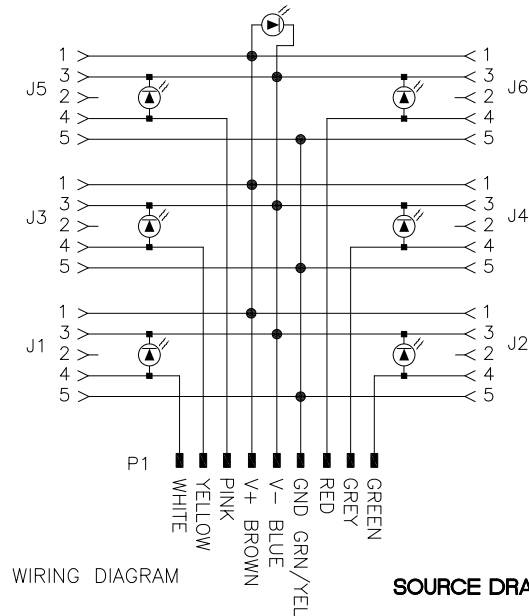 1 1
3 3
J5 2 2 J6
4 4
5 5
1 1
3 3
J3 2 2 J4
4 4
5 5
1 1
3 3
J1 2 2 J2
4 4
5 5
P1
WHITE
YELLOW
PINK
V+ BROWN
V- BLUE
GND GRN/YEL
RED
GREY
GREEN
WIRING DIAGRAM
SOURCE DRA